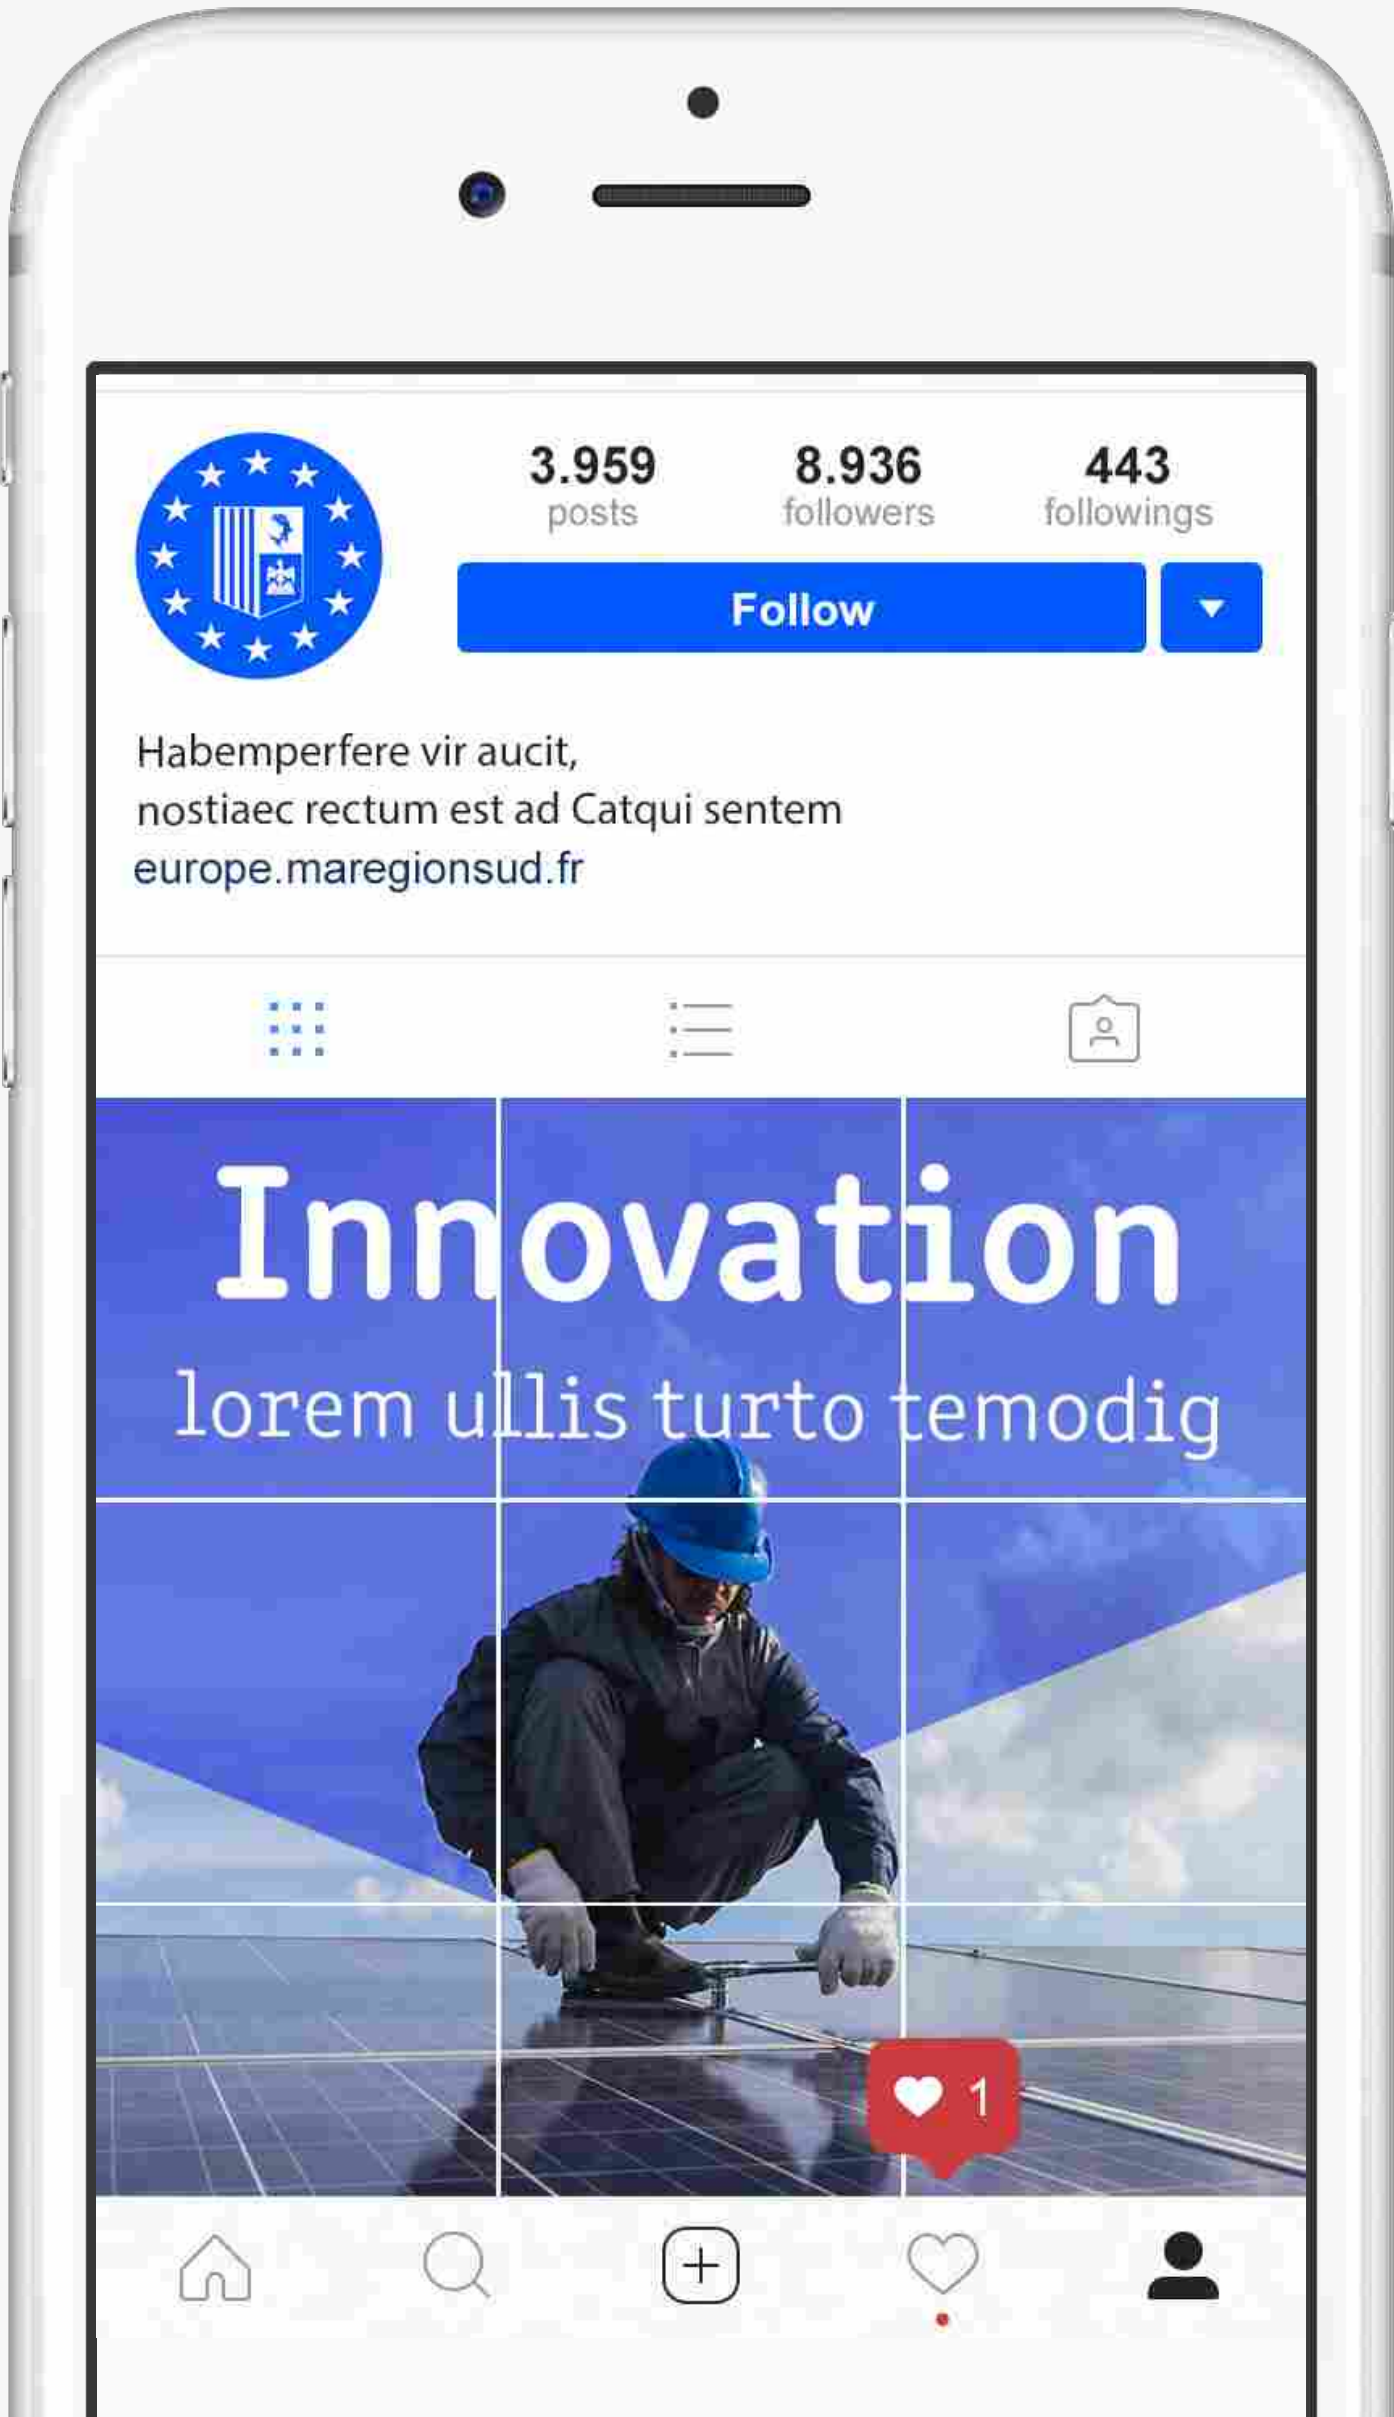 3.959 8.936 443
posts followers followings
Follow
Habemperfere vir aucit,
nostiaec rectum est ad Catqui sentem
europe.maregionsud.fr
Innovation
lorem ullis turto temodig
1